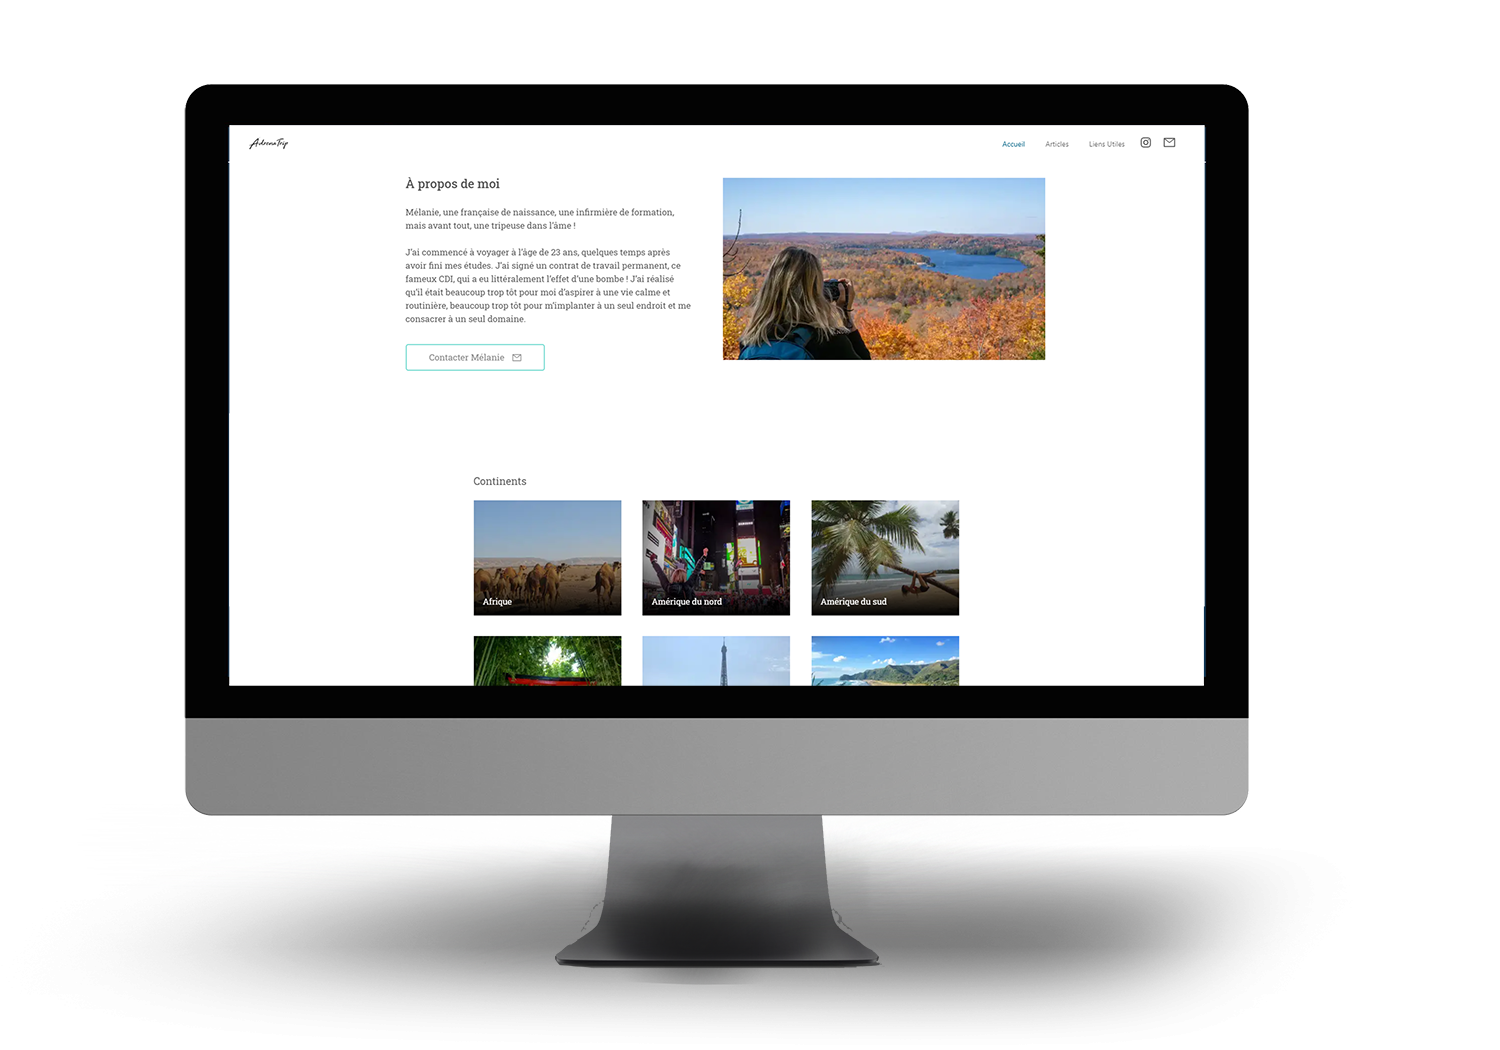 AdrenaTrip
Accueil Articles Liens Utiles
À propos de moi
Mélanie, une française de naissance, une infirmière de formation,
mais avant tout, une tripeuse dans l'âme !
J'ai commencé à voyager à l'âge de 23 ans, quelques temps après
avoir fini mes études. J'ai signé un contrat de travail permanent, ce
fameux CDI, qui a eu littéralement l'effet d'une bombe ! J'ai réalisé
qu'il était beaucoup trop tôt pour moi d'aspirer à une vie calme et
routinière, beaucoup trop tôt pour m'implanter à un seul endroit et me
consacrer à un seul domaine.
Contacter Mélanie
Continents
Afrique
Amérique du nord
Amérique du sud